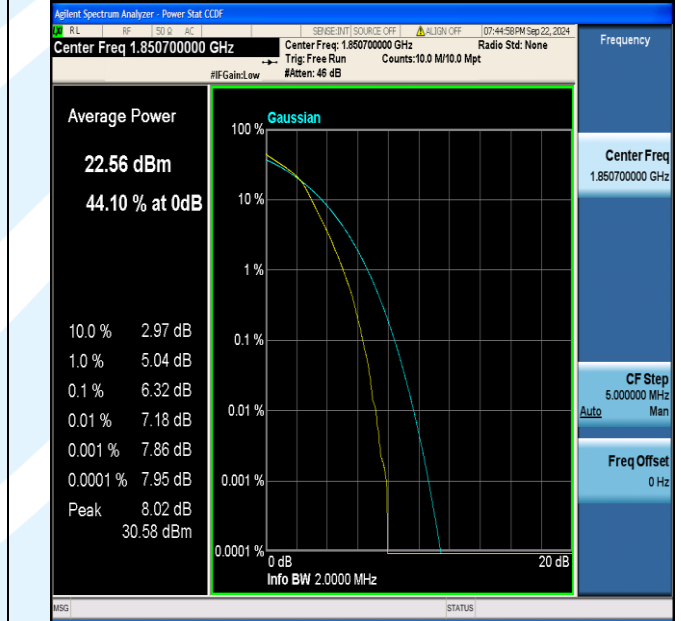 Agilent Spectrum Analyzer - Power Stat CCDF
RL RF 50 Ω AC SENSE:INT SOURCE OFF ALIGN OFF 07:44:58 PM Sep 22, 2024
Center Freq 1.850700000 GHz
Center Freq: 1.850700000 GHz Radio Std: None
Trig: Free Run Counts:10.0 M/10.0 Mpt
#IFGain:Low #Atten: 46 dB
Average Power
22.56 dBm
44.10 % at 0dB
10.0 % 2.97 dB
1.0 % 5.04 dB
0.1 % 6.32 dB
0.01 % 7.18 dB
0.001 % 7.86 dB
0.0001 % 7.95 dB
Peak 8.02 dB
30.58 dBm
Gaussian
100 %
10 %
1 %
0.1 %
0.01 %
0.001 %
0.0001 %
0 dB 20 dB
Info BW 2.0000 MHz
Frequency
Center Freq
1.850700000 GHz
CF Step
5.000000 MHz
Auto Man
Freq Offset
0 Hz
MSG STATUS